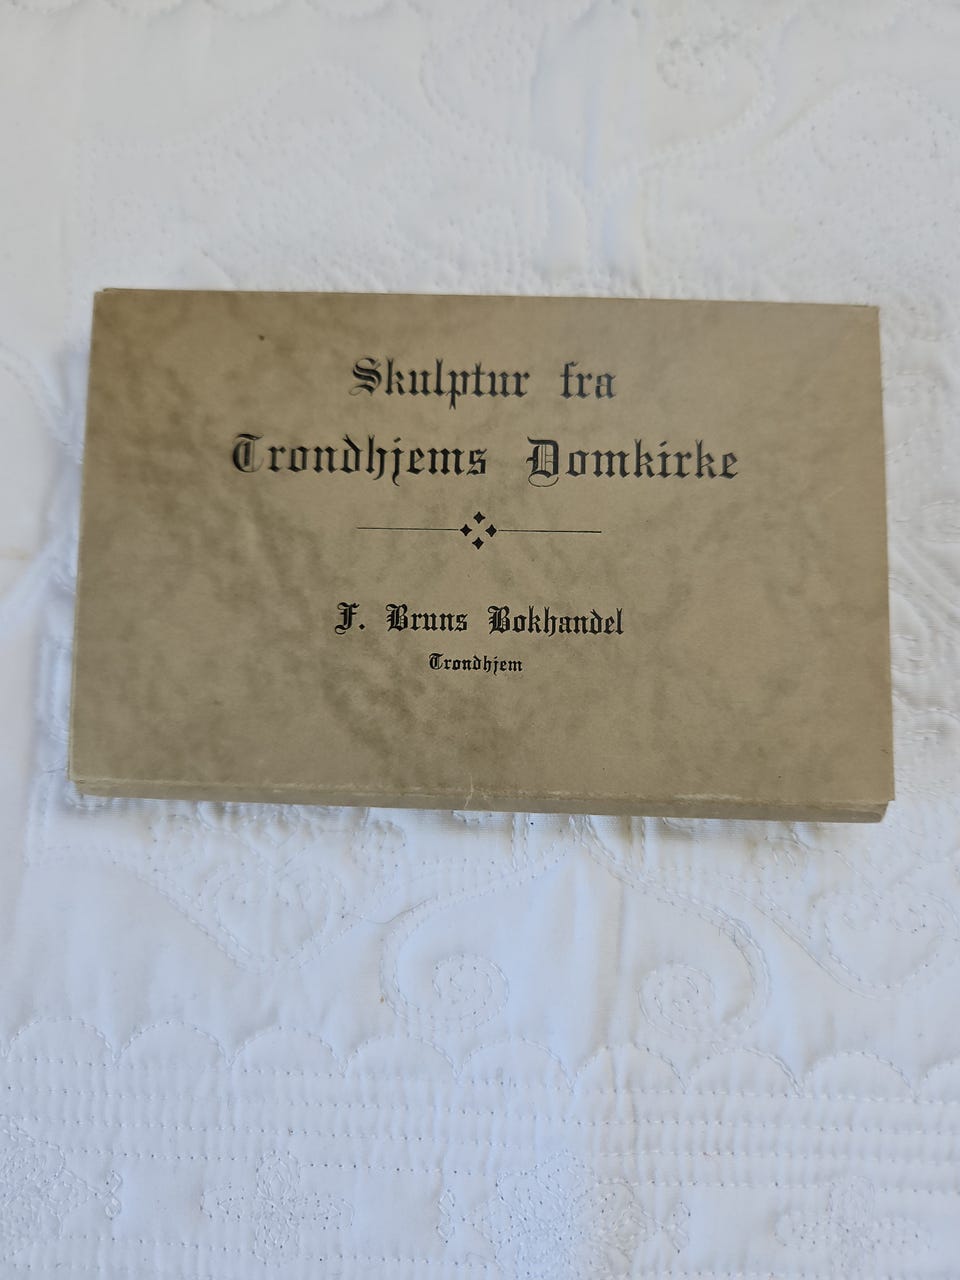 Skulptur fra
Trondhjems Domkirke
F. Bruns Bokhandel
Trondhjem